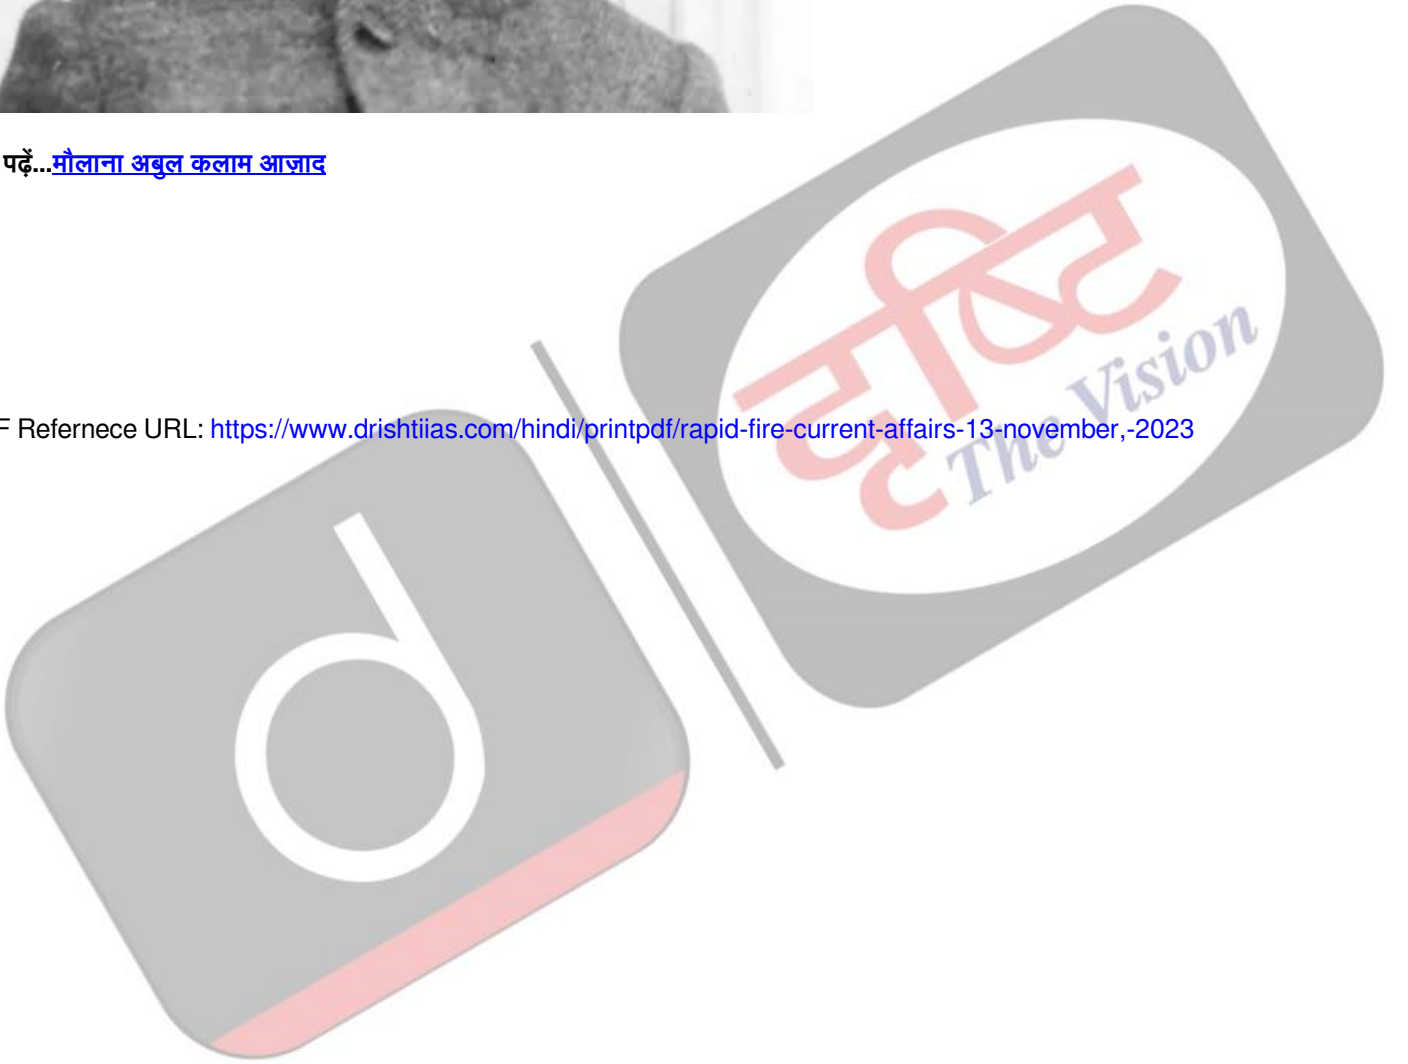 पढ़ें...मौलाना अबुल कलाम आज़ाद
दृष्टि
The Vision
F Refernece URL: https://www.drishtiias.com/hindi/printpdf/rapid-fire-current-affairs-13-november,-2023
d